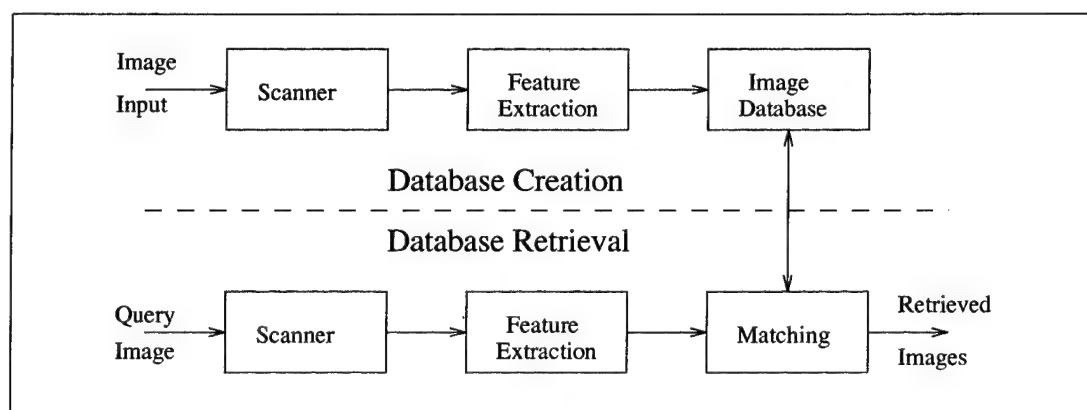 Image
Input
Scanner
Feature
Extraction
Image
Database
Database Creation
Database Retrieval
Query
Image
Scanner
Feature
Extraction
Matching
Retrieved
Images